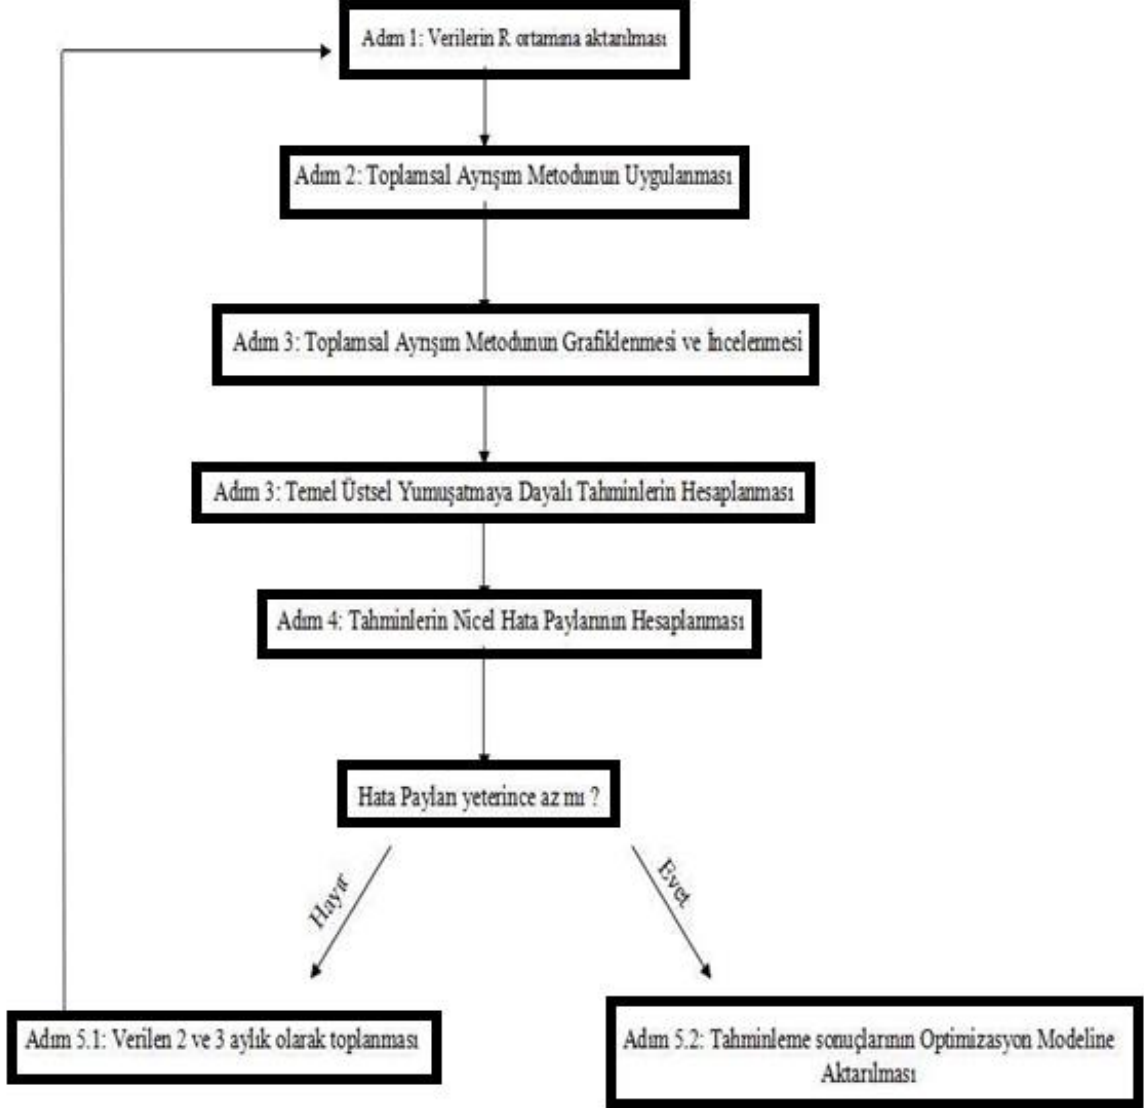 Adım 1: Verilerin R ortamına aktarılması
Adım 2: Toplamsal Ayrışım Metodunun Uygulanması
Adım 3: Toplamsal Ayrışım Metodunun Grafiklenmesi ve İncelenmesi
Adım 3: Temel Üstsel Yumuşatmaya Dayalı Tahminlerin Hesaplanması
Adım 4: Tahminlerin Nicel Hata Paylarının Hesaplanması
Hata Payları yeterince az mı ?
Hayır
Evet
Adım 5.1: Verilen 2 ve 3 aylık olarak toplanması
Adım 5.2: Tahminleme sonuçlarının Optimizasyon Modeline
Aktarılması